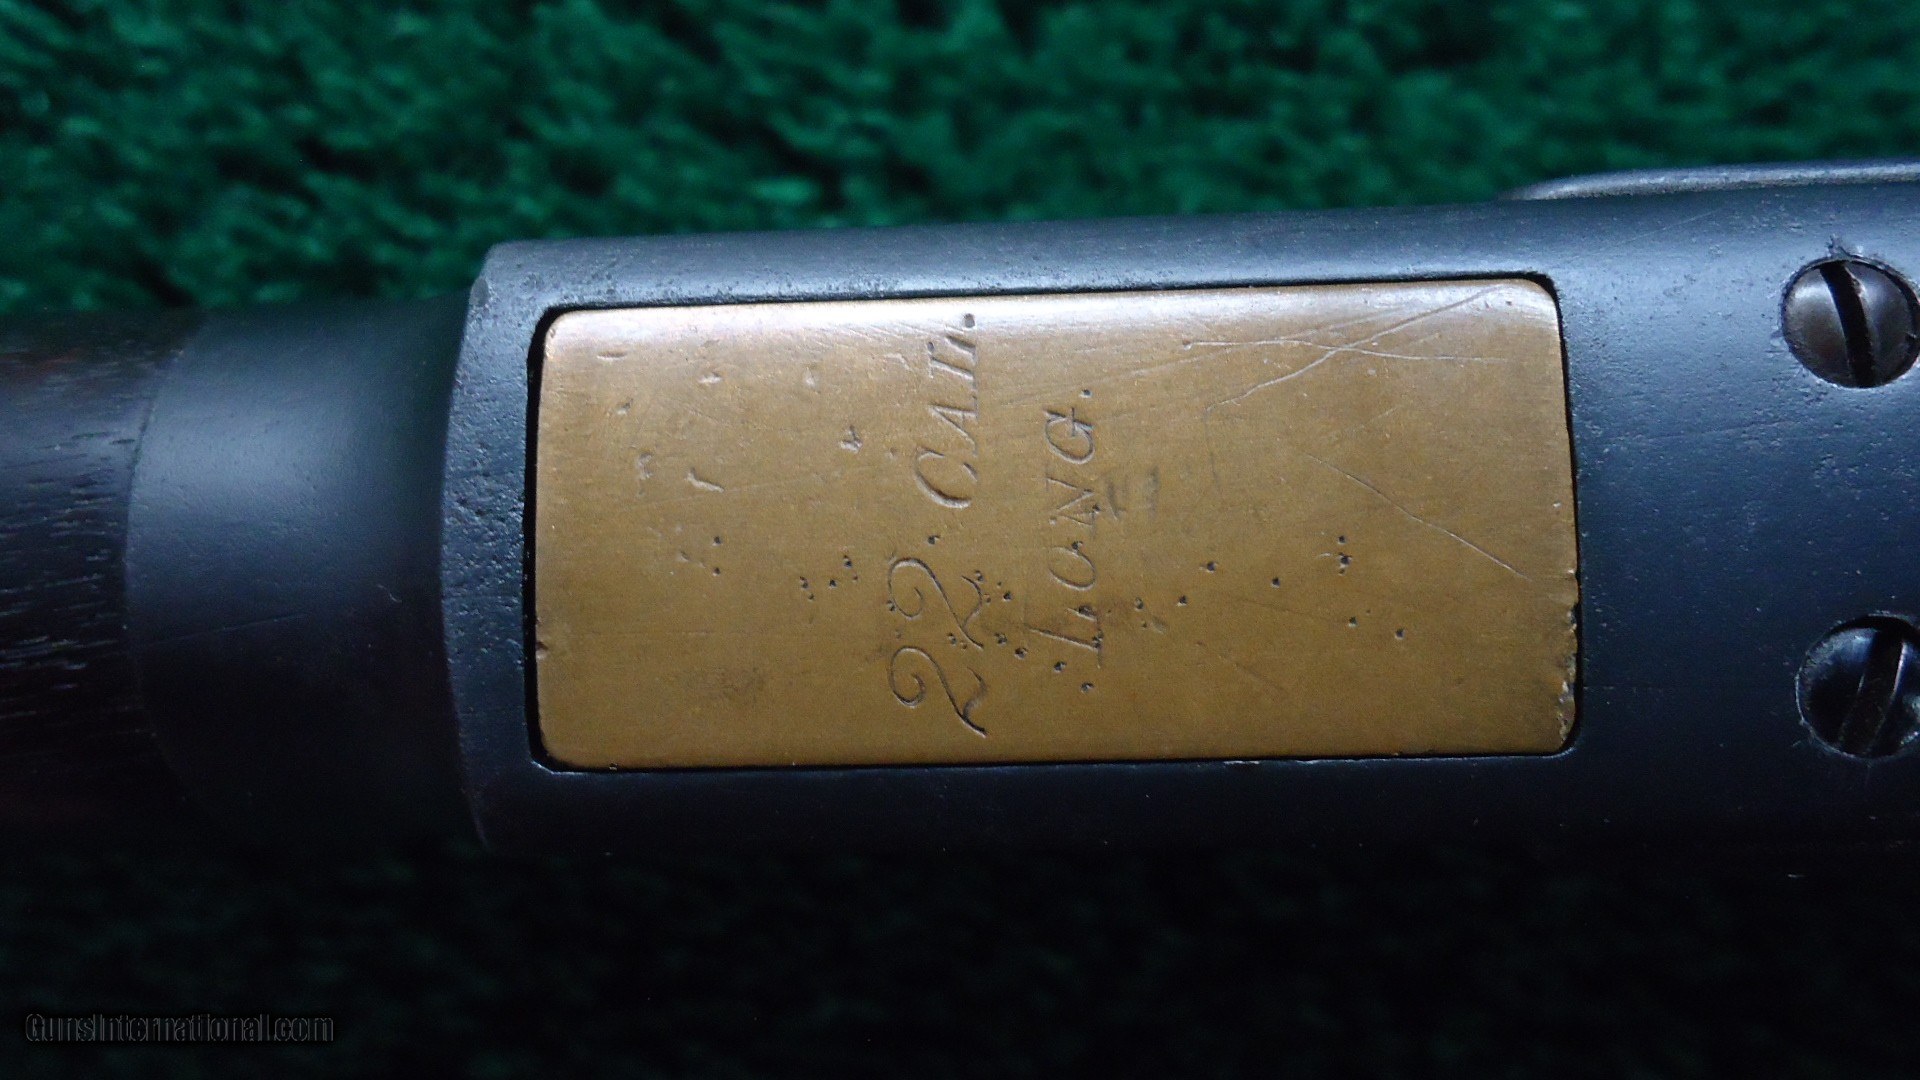 22. CAL.
LONG.
GunsInternational.com